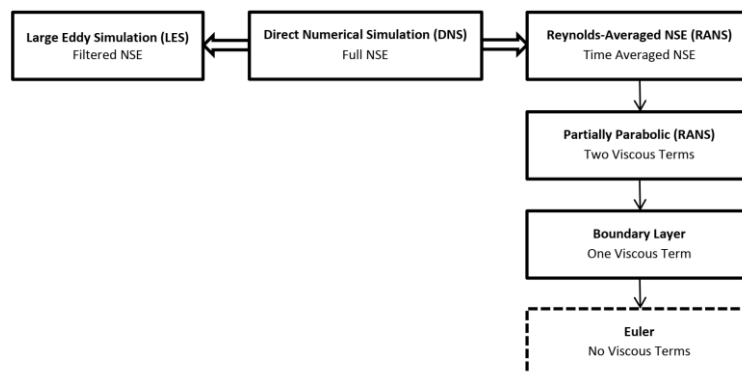 Large Eddy Simulation (LES)
Filtered NSE
Direct Numerical Simulation (DNS)
Full NSE
Reynolds-Averaged NSE (RANS)
Time Averaged NSE
Partially Parabolic (RANS)
Two Viscous Terms
Boundary Layer
One Viscous Term
Euler
No Viscous Terms